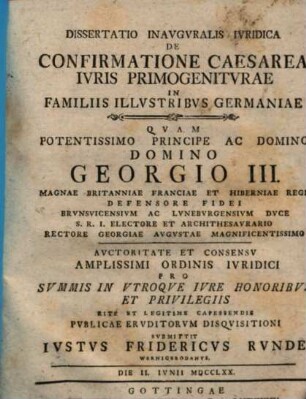 DISSERTATIO INAVGVRALIS IVRIDICA
DE
CONFIRMATIONE CAESAREA
IVRIS PRIMOGENITVRAE
IN
FAMILIIS ILLVSTRIBVS GERMANIAE
QVAM
POTENTISSIMO PRINCIPE AC DOMINO
DOMINO
GEORGIO III.
MAGNAE BRITANNIAE FRANCIAE ET HIBERNIAE REGE
DEFENSORE FIDEI
BRVNSVICENSIVM AC LVNEBVRGENSIVM DVCE
S. R. I. ELECTORE ET ARCHITHESAVRARIO
RECTORE GEORGIAE AVGVSTAE MAGNIFICENTISSIMO
AVCTORITATE ET CONSENSV
AMPLISSIMI ORDINIS IVRIDICI
PRO
SVMMIS IN VTROQVE IVRE HONORIBVS
ET PRIVILEGIIS
RITE ET LEGITIME CAPESSENDIS
PVBLICAE ERVDITORVM DISQVISITIONI
SVBMITTIT
IVSTVS FRIDERICVS RVNDE
WERNIGERODANVS.
DIE II. IVNII MDCCLXX.
GOTTINGAE